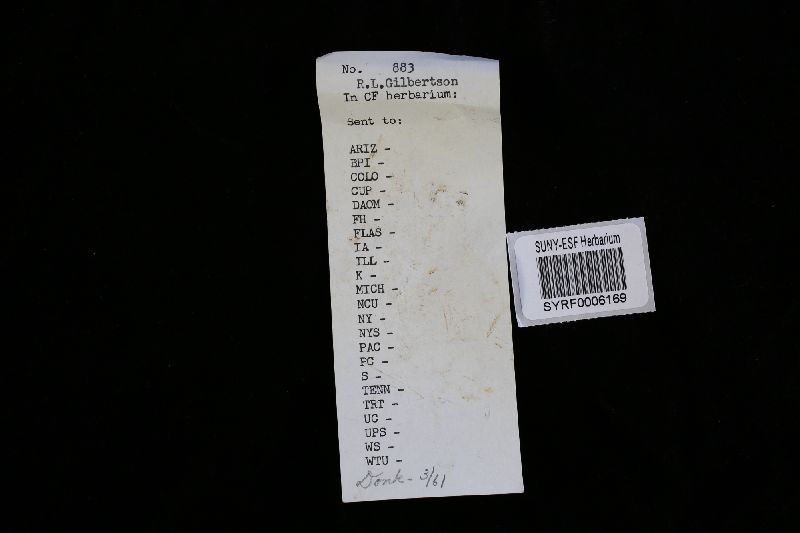 No. 883
R.L.Gilbertson
In CF herbarium:
Sent to:
ARIZ -
BPI -
COLO -
CUP -
DAOM -
FH -
FLAS -
IA -
ILL -
K -
MICH -
NCU -
NY -
NYS -
PAC -
PC -
S -
TENN -
TRT -
UC -
UPS -
WS -
WTU -
Donk - 3/61
SUNY-ESF Herbarium
SYRF0006169